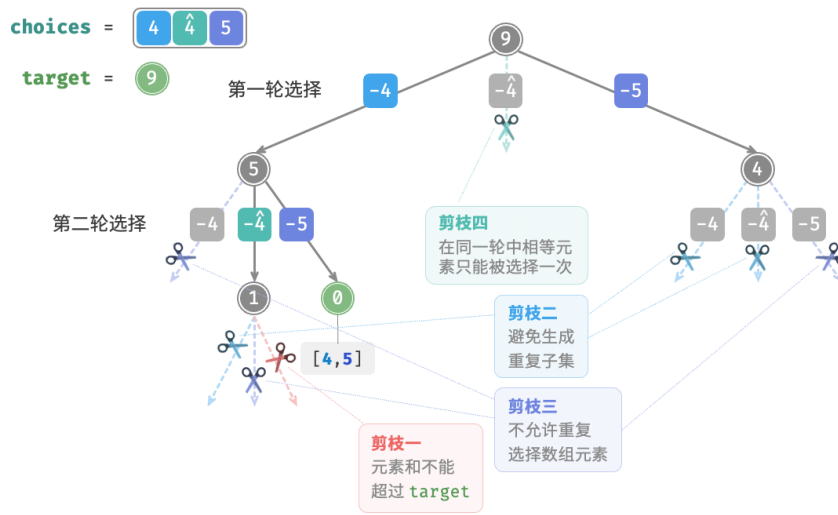 choices = 4 4̂ 5
target = 9
9
第一轮选择
-4 -4̂ -5
5 4
第二轮选择
-4 -4̂ -5
-4 -4̂ -5
剪枝四
在同一轮中相等元
素只能被选择一次
1 0
剪枝二
避免生成
重复子集
[4,5]
剪枝三
不允许重复
选择数组元素
剪枝一
元素和不能
超过 target